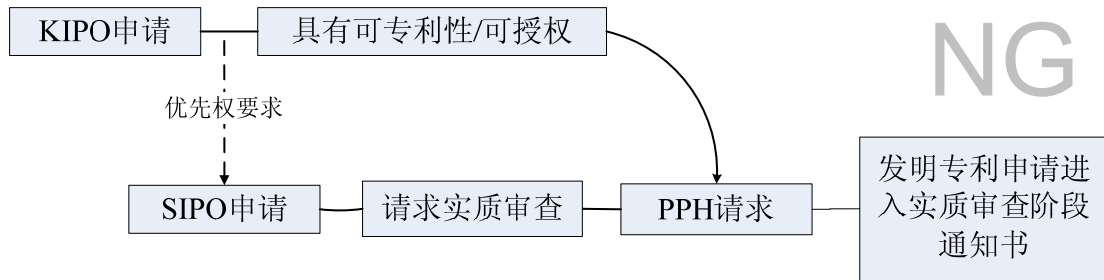 KIPO申请
具有可专利性/可授权
NG
优先权要求
SIPO申请
请求实质审查
PPH请求
发明专利申请进
入实质审查阶段
通知书